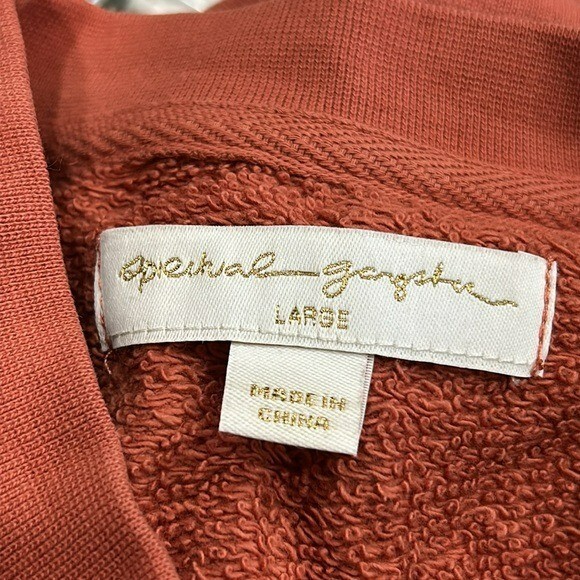 spiritual gangster
LARGE
MADE IN
CHINA